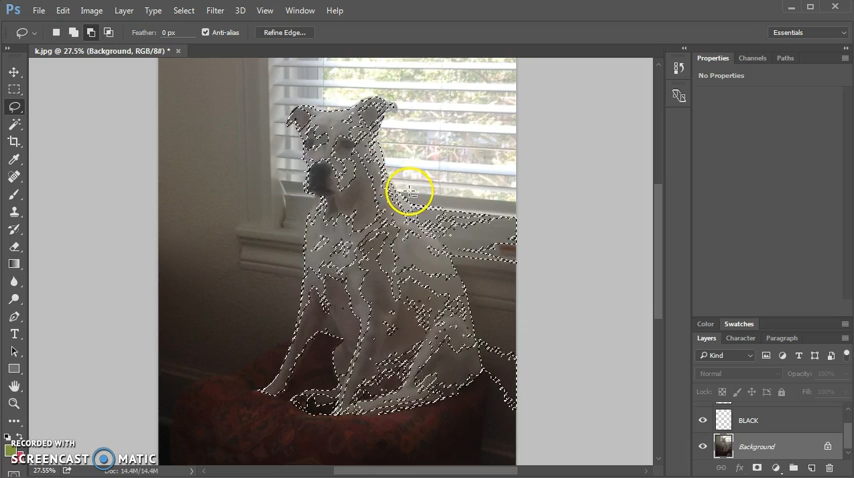 Ps File Edit Image Layer Type Select Filter 3D View Window Help
Feather: 0 px Anti-alias Refine Edge... Essentials
k.jpg @ 27.5% (Background, RGB/8#) *
Properties Channels Paths
No Properties
Color Swatches
Layers Character Paragraph
Kind
Normal Opacity: 100%
Lock: Fill: 100%
BLACK
Background
RECORDED WITH
SCREENCAST MATIC
27.55% Doc: 14.4M/14.4M